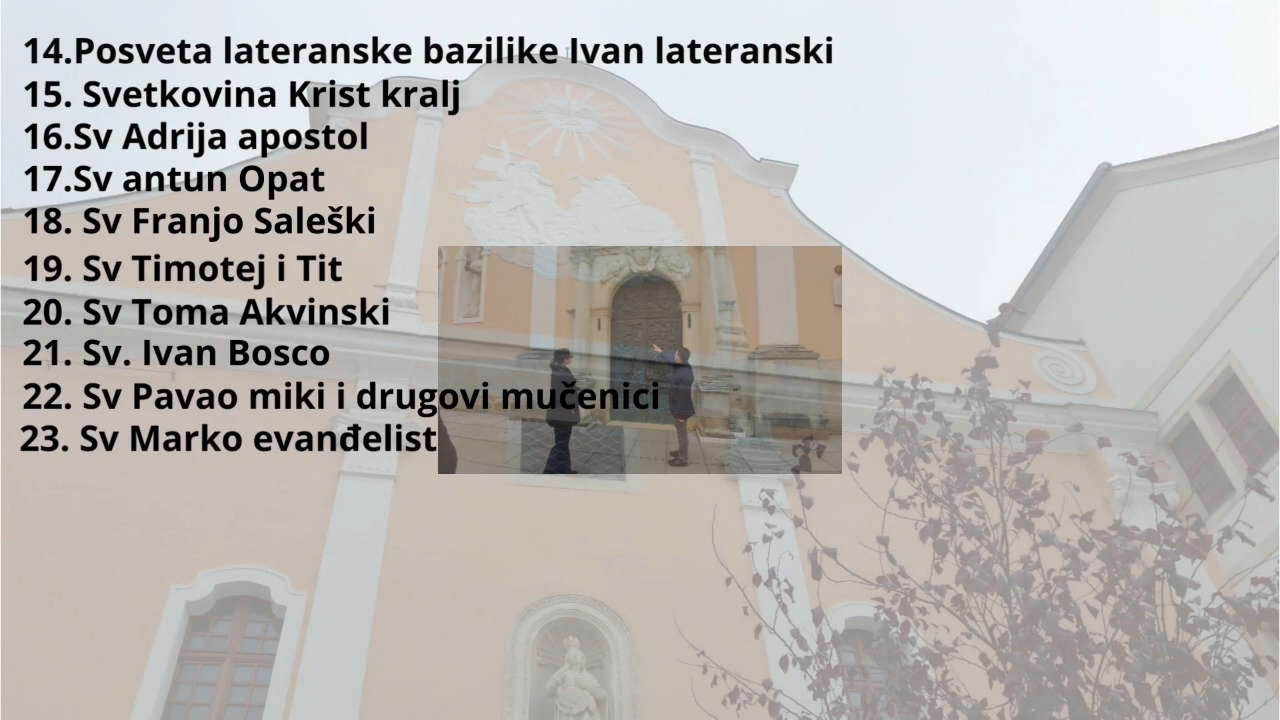 14.Posveta lateranske bazilike Ivan lateranski
15. Svetkovina Krist kralj
16.Sv Adrija apostol
17.Sv antun Opat
18. Sv Franjo Saleški
19. Sv Timotej i Tit
20. Sv Toma Akvinski
21. Sv. Ivan Bosco
22. Sv Pavao miki i drugovi mučenici
23. Sv Marko evanđelist